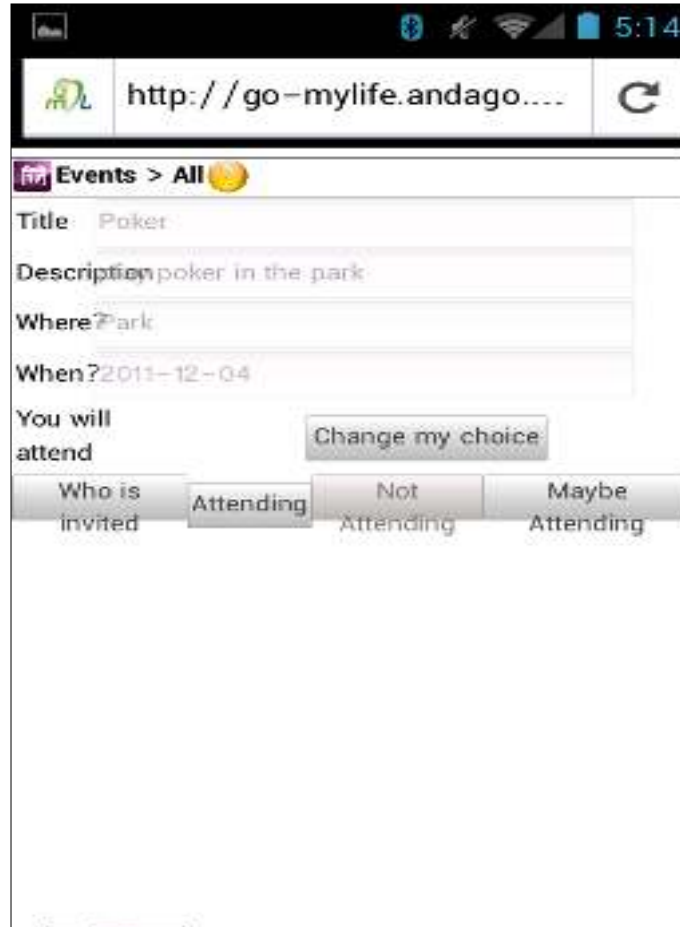 5:14
http://go-mylife.andago....
Events > All
Title Poker
Description poker in the park
Where? Park
When? 2011-12-04
You will
attend
Change my choice
Who is
invited
Attending
Not
Attending
Maybe
Attending